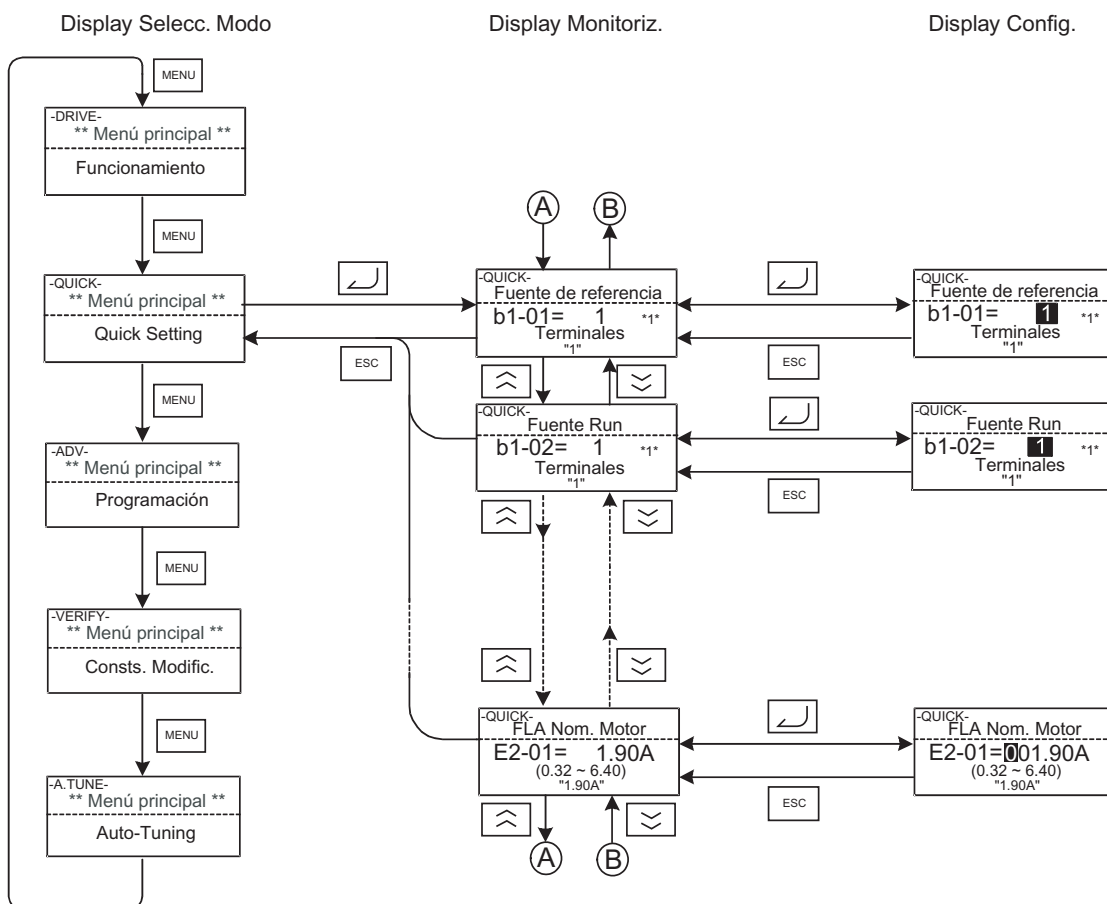 Display Selecc. Modo
Display Monitoriz.
Display Config.
MENU
-DRIVE-
** Menú principal **
Funcionamiento
MENU
A
B
-QUICK-
** Menú principal **
Quick Setting
-QUICK-
Fuente de referencia
b1-01= 1 *1*
Terminales
"1"
-QUICK-
Fuente de referencia
b1-01= 1 *1*
Terminales
"1"
ESC
ESC
MENU
-QUICK-
Fuente Run
b1-02= 1 *1*
Terminales
"1"
-QUICK-
Fuente Run
b1-02= 1 *1*
Terminales
"1"
ESC
-ADV-
** Menú principal **
Programación
MENU
-VERIFY-
** Menú principal **
Consts. Modific.
MENU
-QUICK-
FLA Nom. Motor
E2-01= 1.90A
(0.32 ~ 6.40)
"1.90A"
-QUICK-
FLA Nom. Motor
E2-01=001.90A
(0.32 ~ 6.40)
"1.90A"
ESC
-A.TUNE-
** Menú principal **
Auto-Tuning
A
B